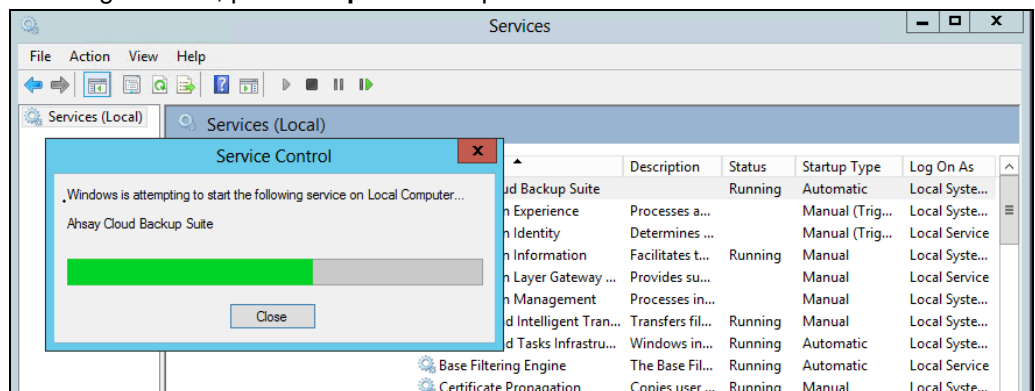 Services
File Action View Help
Services (Local)
Services (Local)
Service Control
Windows is attempting to start the following service on Local Computer...
Ahsay Cloud Backup Suite
Close
Description Status Startup Type Log On As
Backup Suite Running Automatic Local Syste...
Experience Processes a... Manual (Trig... Local Syste...
Identity Determines ... Manual (Trig... Local Service
Information Facilitates t... Running Manual Local Syste...
Layer Gateway ... Provides su... Manual Local Service
Management Processes in... Manual Local Syste...
Intelligent Tran... Transfers fil... Running Manual Local Syste...
Tasks Infrastru... Windows in... Running Automatic Local Syste...
Base Filtering Engine The Base Fil... Running Automatic Local Service
Certificate Propagation Copies user ... Running Manual Local Syste...